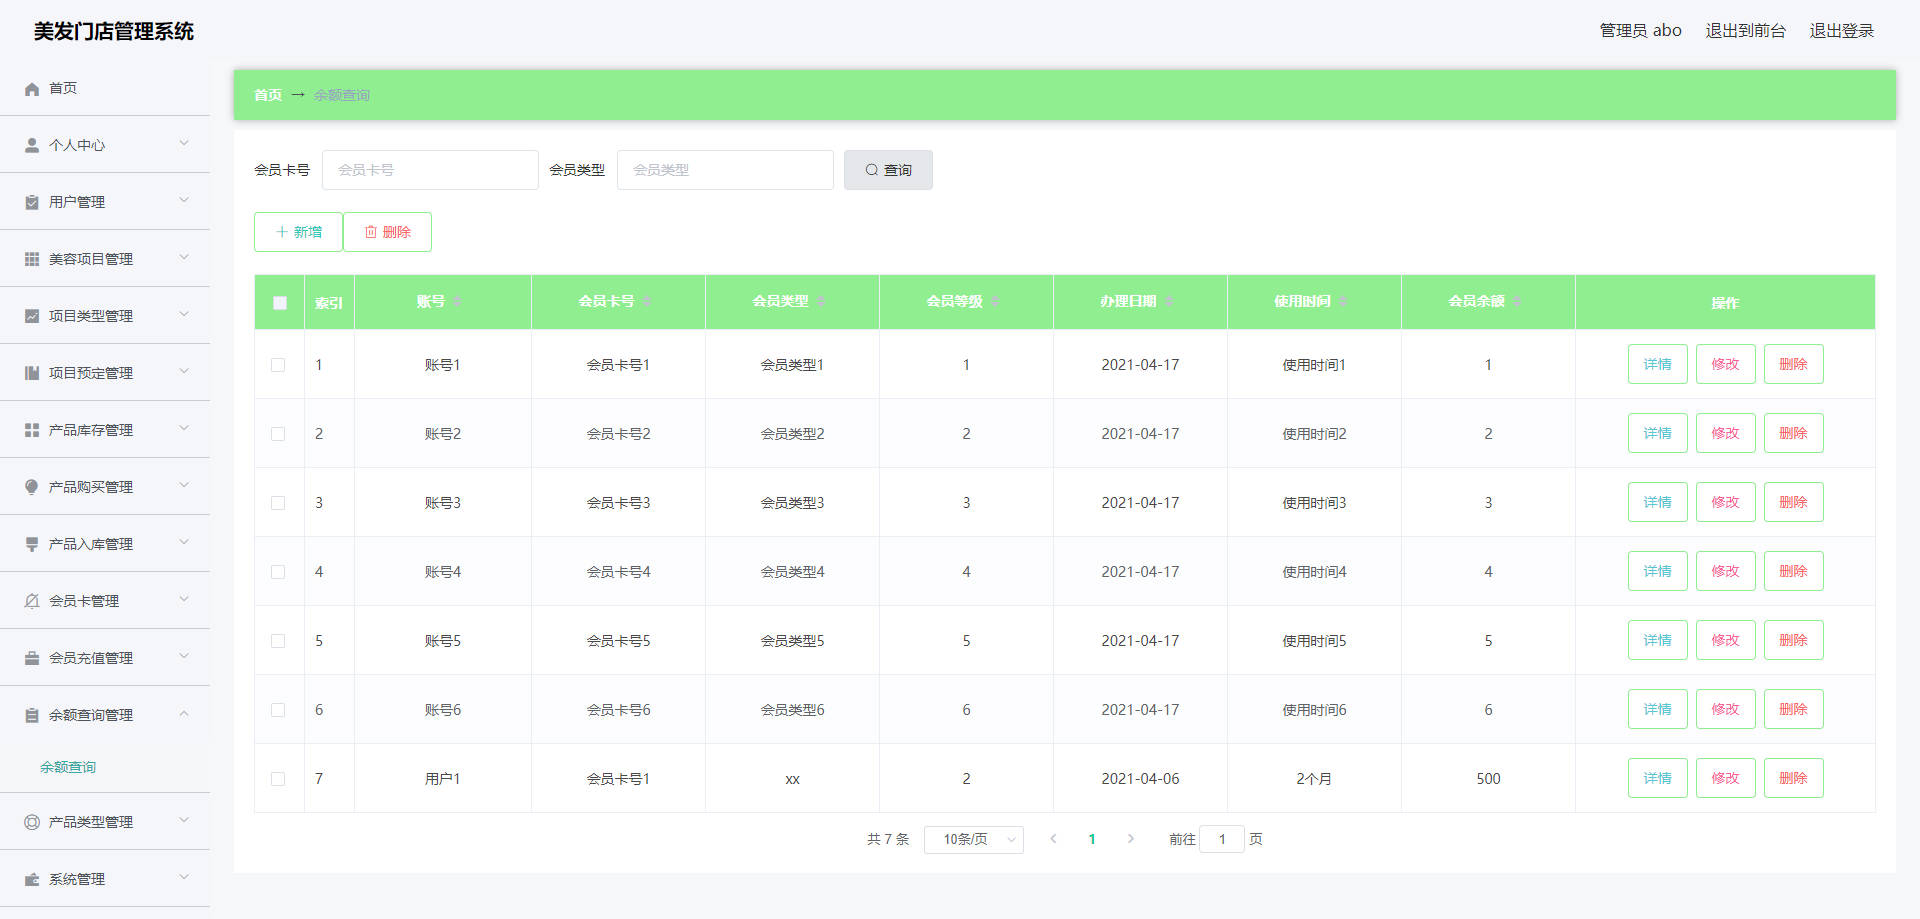 美发门店管理系统
管理员 abo 退出到前台 退出登录
首页
个人中心
用户管理
美容项目管理
项目类型管理
项目预定管理
产品库存管理
产品购买管理
产品入库管理
会员卡管理
会员充值管理
余额查询管理
余额查询
产品类型管理
系统管理
首页 → 余额查询
会员卡号 会员卡号 会员类型 会员类型 查询
新增 删除
索引 账号 会员卡号 会员类型 会员等级 办理日期 使用时间 会员余额 操作
1 账号1 会员卡号1 会员类型1 1 2021-04-17 使用时间1 1 详情 修改 删除
2 账号2 会员卡号2 会员类型2 2 2021-04-17 使用时间2 2 详情 修改 删除
3 账号3 会员卡号3 会员类型3 3 2021-04-17 使用时间3 3 详情 修改 删除
4 账号4 会员卡号4 会员类型4 4 2021-04-17 使用时间4 4 详情 修改 删除
5 账号5 会员卡号5 会员类型5 5 2021-04-17 使用时间5 5 详情 修改 删除
6 账号6 会员卡号6 会员类型6 6 2021-04-17 使用时间6 6 详情 修改 删除
7 用户1 会员卡号1 xx 2 2021-04-06 2个月 500 详情 修改 删除
共 7 条 10条/页 1 前往 1 页